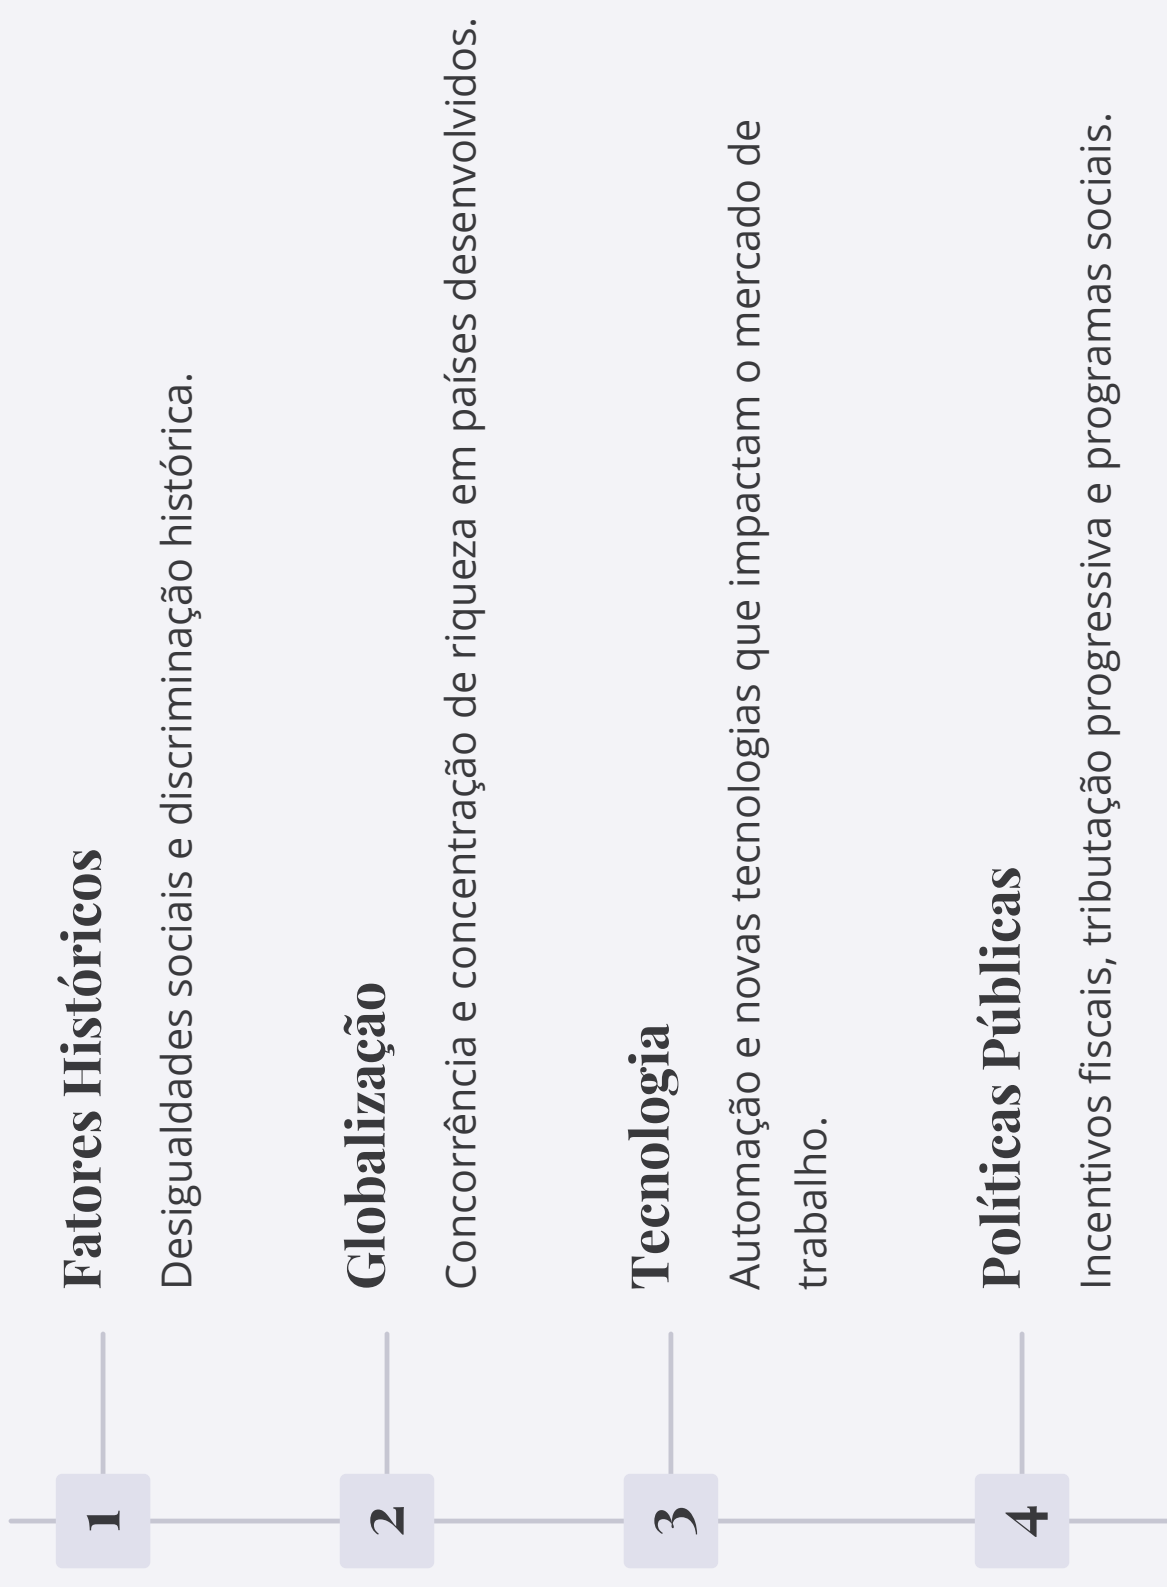 1
Fatores Históricos
Desigualdades sociais e discriminação histórica.
2
Globalização
Concorrência e concentração de riqueza em países desenvolvidos.
3
Tecnologia
Automação e novas tecnologias que impactam o mercado de
trabalho.
4
Políticas Públicas
Incentivos fiscais, tributação progressiva e programas sociais.